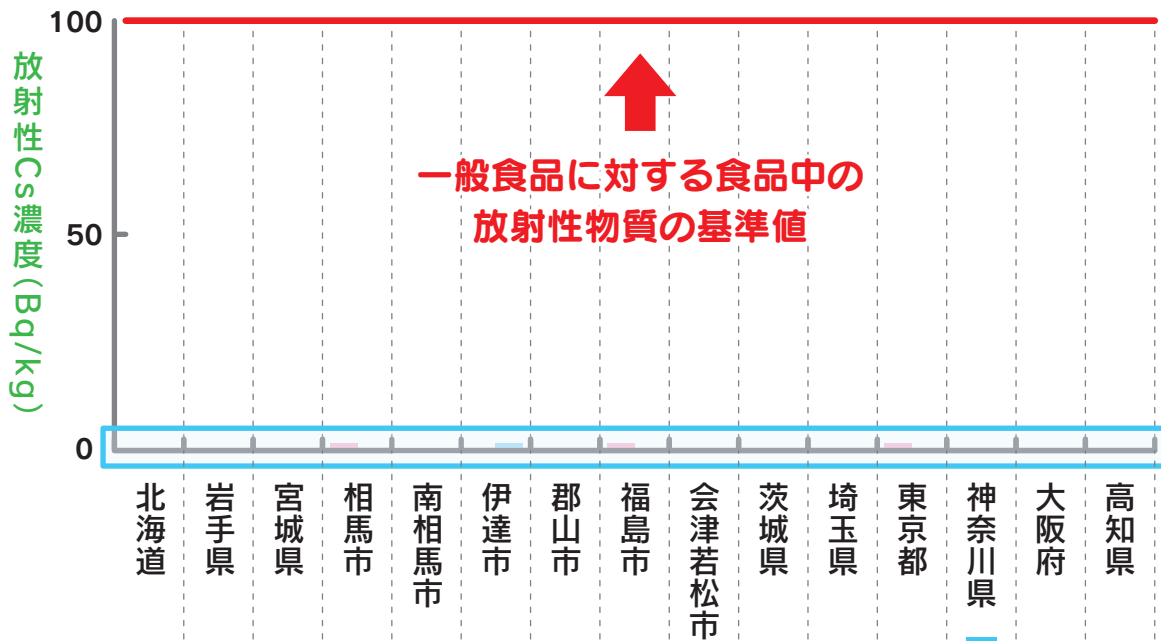 100
50
0
放射性Cs濃度(Bq/kg)
一般食品に対する食品中の
放射性物質の基準値
北海道
岩手県
宮城県
相馬市
南相馬市
伊達市
郡山市
福島市
会津若松市
茨城県
埼玉県
東京都
神奈川県
大阪府
高知県